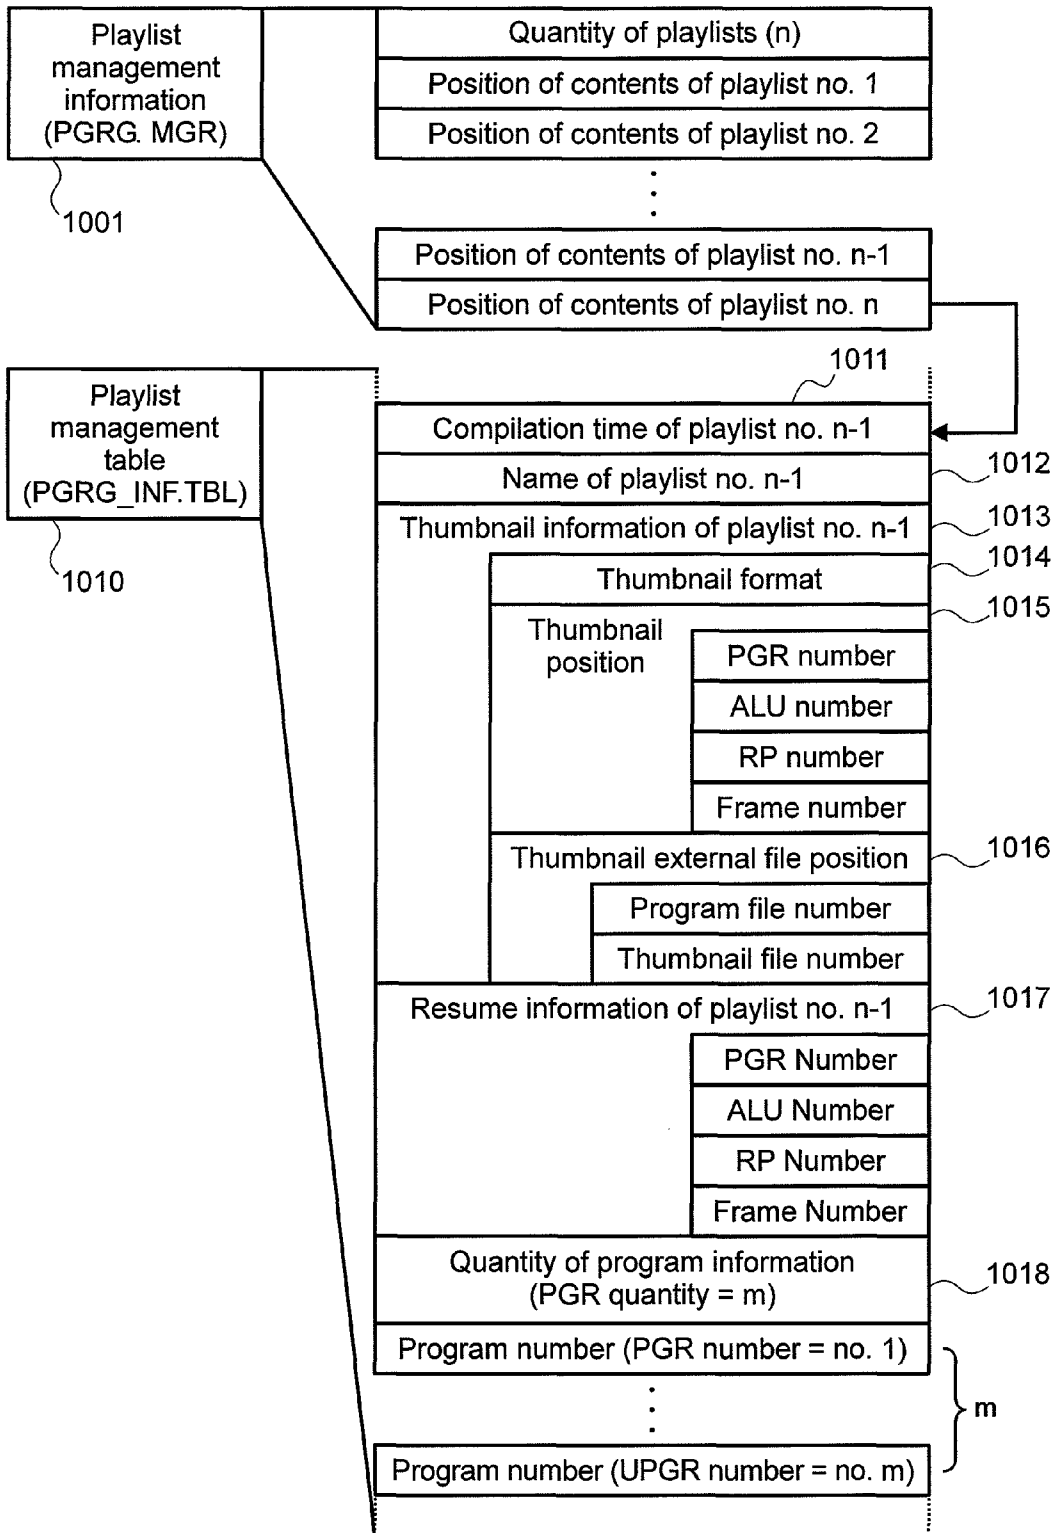 Playlist
management
information
(PGRG. MGR)
1001
Quantity of playlists (n)
Position of contents of playlist no. 1
Position of contents of playlist no. 2
Position of contents of playlist no. n-1
Position of contents of playlist no. n
Playlist
management
table
(PGRG_INF.TBL)
1010
1011
Compilation time of playlist no. n-1
Name of playlist no. n-1
1012
Thumbnail information of playlist no. n-1
1013
Thumbnail format
1014
Thumbnail
position
1015
PGR number
ALU number
RP number
Frame number
Thumbnail external file position
1016
Program file number
Thumbnail file number
Resume information of playlist no. n-1
1017
PGR Number
ALU Number
RP Number
Frame Number
Quantity of program information
(PGR quantity = m)
1018
Program number (PGR number = no. 1)
m
Program number (UPGR number = no. m)